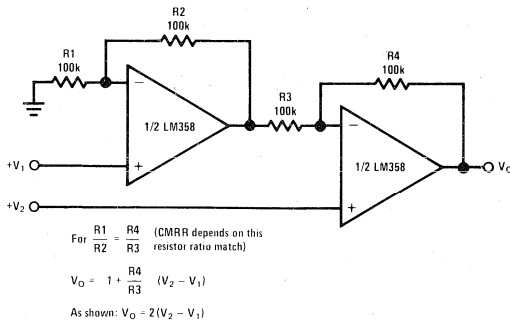 R2
100k
R1
100k
R4
100k
R3
100k
−
1/2 LM358
+
−
1/2 LM358
+
+V1
+V2
VO
For R1/R2 = R4/R3 (CMRR depends on this
resistor ratio match)
VO = 1 + R4/R3 (V2 − V1)
As shown: VO = 2 (V2 − V1)